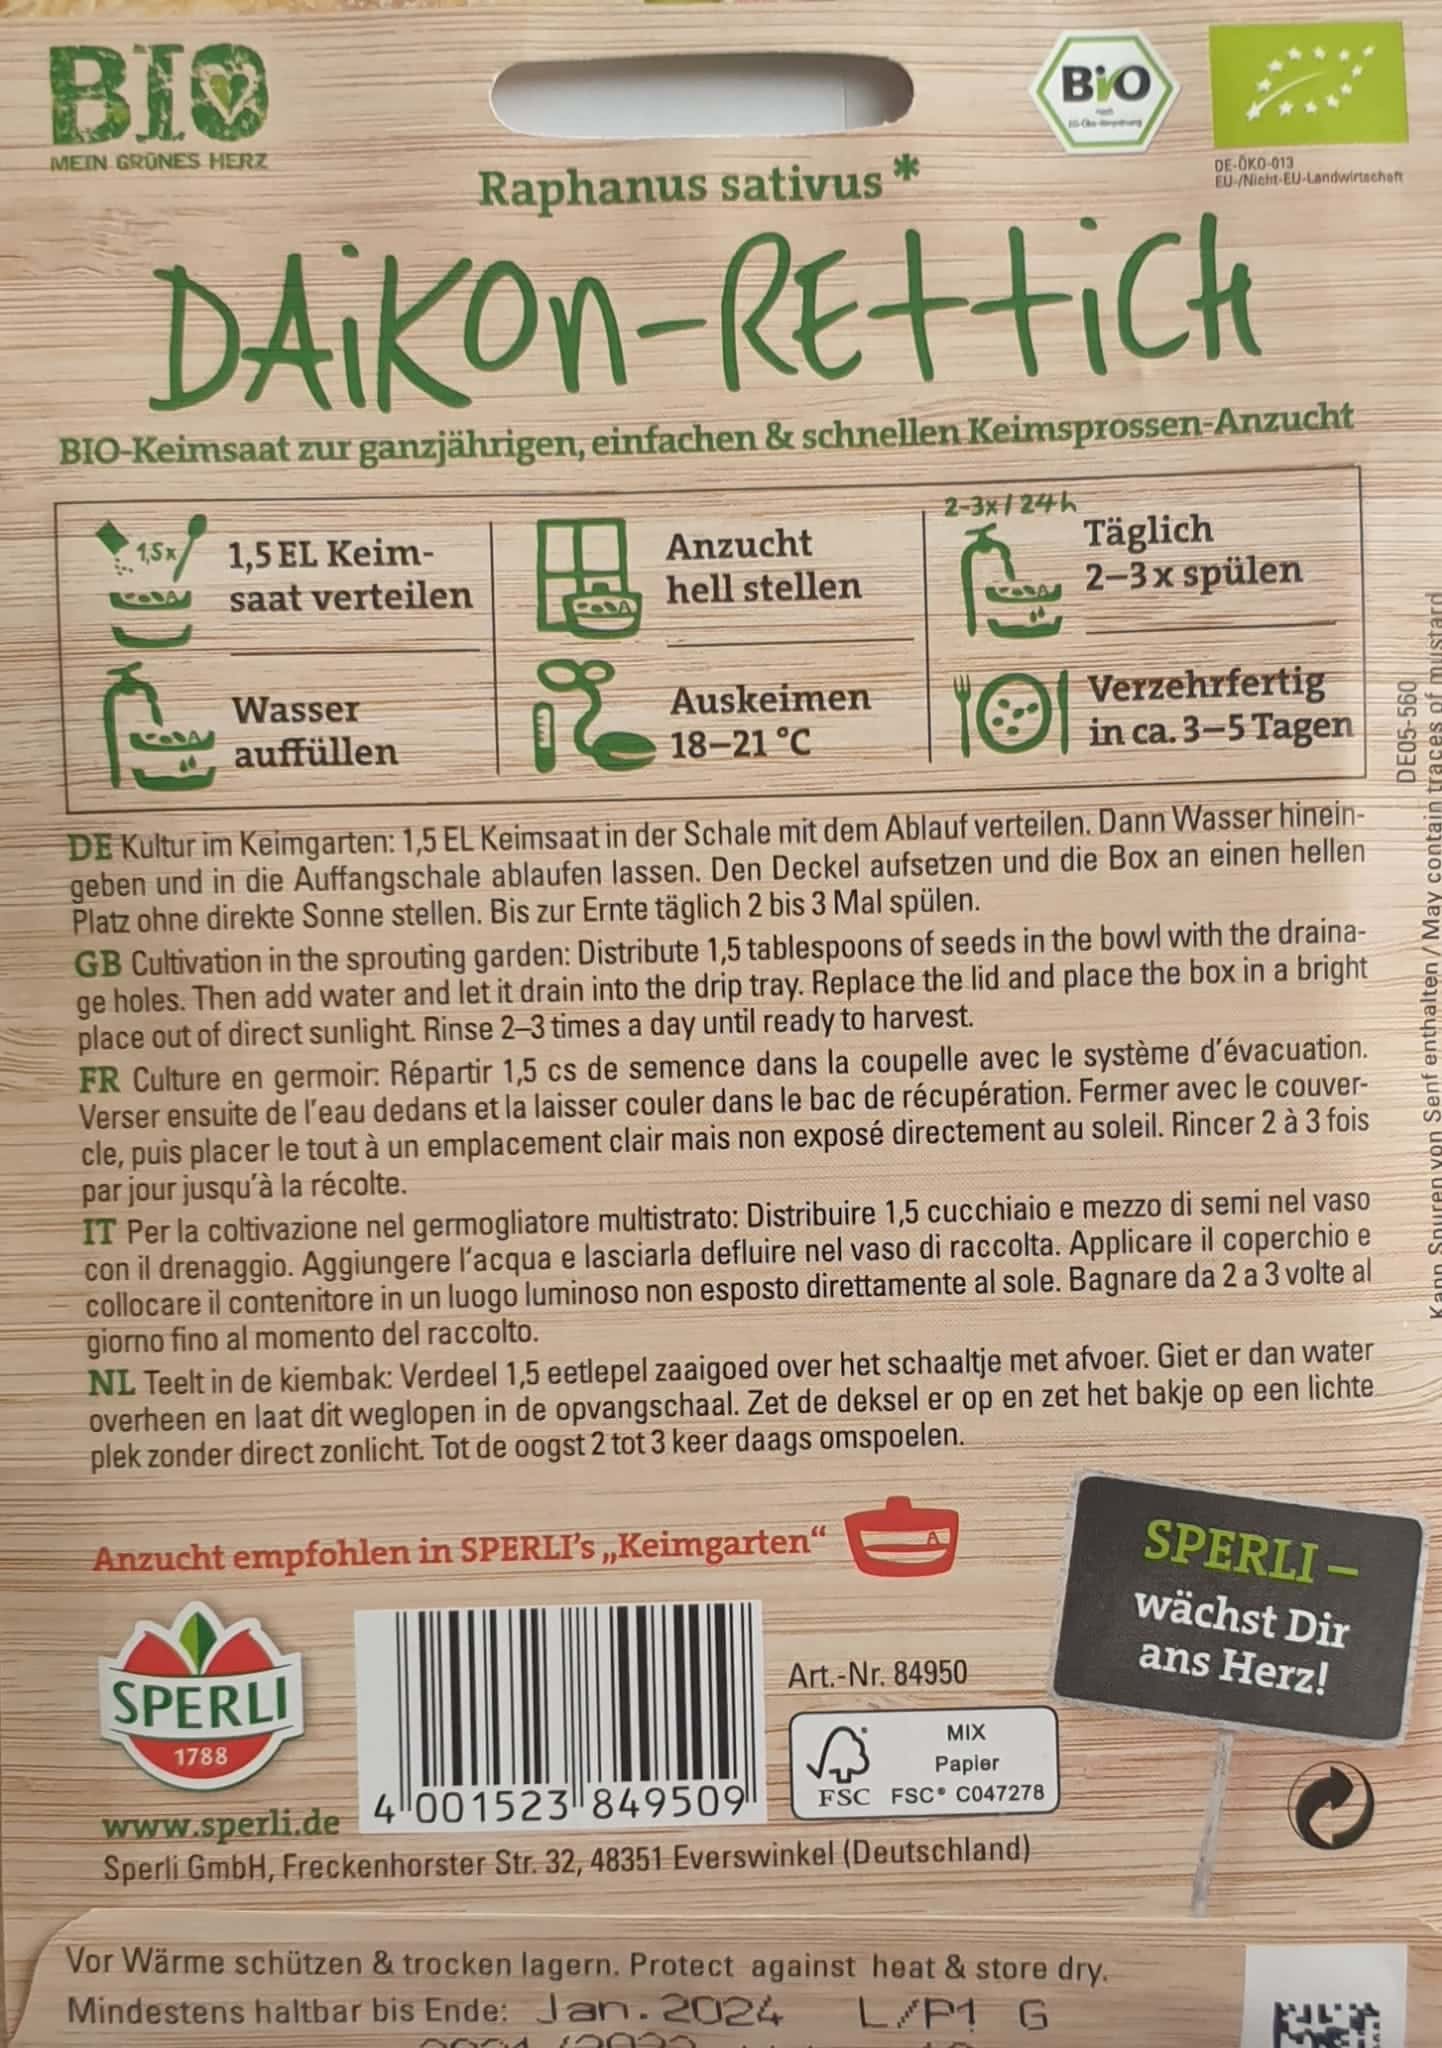 BIO
MEIN GRÜNES HERZ
BiO
nach
EG-Öko-Verordnung
DE-ÖKO-013
EU-/Nicht-EU-Landwirtschaft
Raphanus sativus*
DAiKOn-REttiCH
BIO-Keimsaat zur ganzjährigen, einfachen & schnellen Keimsprossen-Anzucht
1,5x
1,5 EL Keim-
saat verteilen
Wasser
auffüllen
Anzucht
hell stellen
Auskeimen
18–21 °C
2-3x/24h
Täglich
2–3 x spülen
Verzehrfertig
in ca. 3–5 Tagen
DE Kultur im Keimgarten: 1,5 EL Keimsaat in der Schale mit dem Ablauf verteilen. Dann Wasser hinein-
geben und in die Auffangschale ablaufen lassen. Den Deckel aufsetzen und die Box an einen hellen
Platz ohne direkte Sonne stellen. Bis zur Ernte täglich 2 bis 3 Mal spülen.
GB Cultivation in the sprouting garden: Distribute 1,5 tablespoons of seeds in the bowl with the draina-
ge holes. Then add water and let it drain into the drip tray. Replace the lid and place the box in a bright
place out of direct sunlight. Rinse 2–3 times a day until ready to harvest.
FR Culture en germoir: Répartir 1,5 cs de semence dans la coupelle avec le système d'évacuation.
Verser ensuite de l'eau dedans et la laisser couler dans le bac de récupération. Fermer avec le couver-
cle, puis placer le tout à un emplacement clair mais non exposé directement au soleil. Rincer 2 à 3 fois
par jour jusqu'à la récolte.
IT Per la coltivazione nel germogliatore multistrato: Distribuire 1,5 cucchiaio e mezzo di semi nel vaso
con il drenaggio. Aggiungere l'acqua e lasciarla defluire nel vaso di raccolta. Applicare il coperchio e
collocare il contenitore in un luogo luminoso non esposto direttamente al sole. Bagnare da 2 a 3 volte al
giorno fino al momento del raccolto.
NL Teelt in de kiembak: Verdeel 1,5 eetlepel zaaigoed over het schaaltje met afvoer. Giet er dan water
overheen en laat dit weglopen in de opvangschaal. Zet de deksel er op en zet het bakje op een lichte
plek zonder direct zonlicht. Tot de oogst 2 tot 3 keer daags omspoelen.
DE05-560
Kann Spuren von Senf enthalten / May contain traces of mustard
Anzucht empfohlen in SPERLI's „Keimgarten“
SPERLI –
wächst Dir
ans Herz!
SPERLI
1788
www.sperli.de
4 001523 849509
Art.-Nr. 84950
MIX
Papier
FSC FSC® C047278
Sperli GmbH, Freckenhorster Str. 32, 48351 Everswinkel (Deutschland)
Vor Wärme schützen & trocken lagern. Protect against heat & store dry.
Mindestens haltbar bis Ende: Jan.2024 L/P1 G